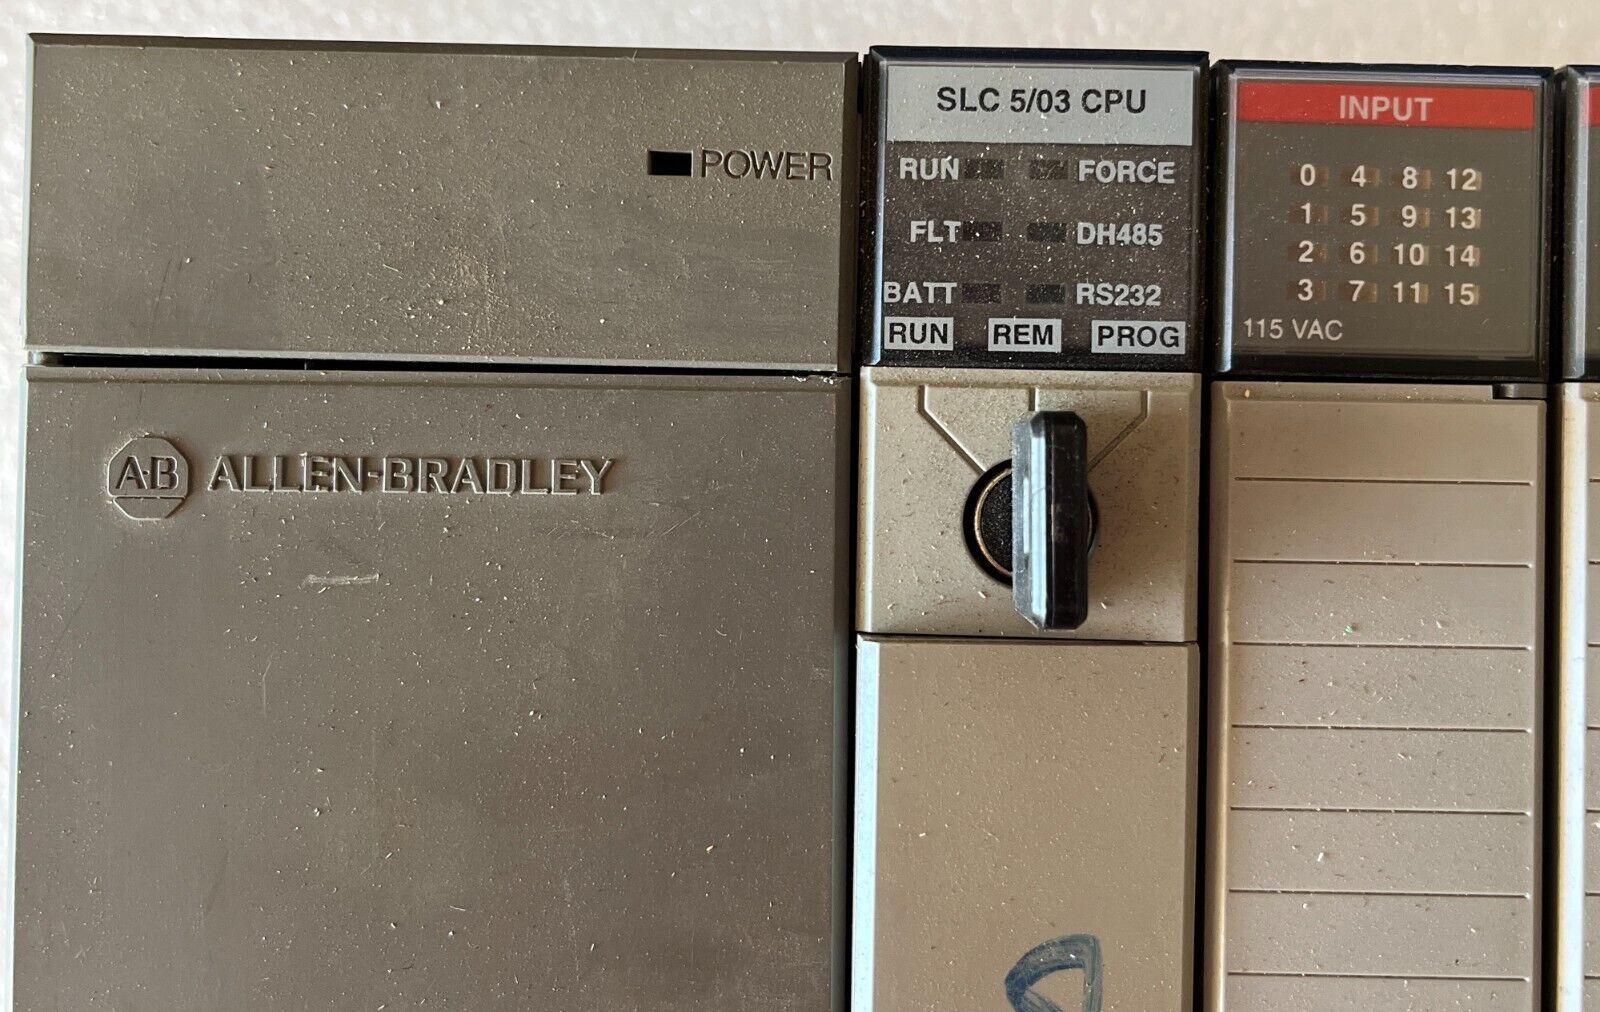 POWER
A·B ALLEN-BRADLEY
SLC 5/03 CPU
RUN FORCE
FLT DH485
BATT RS232
RUN REM PROG
INPUT
0 4 8 12
1 5 9 13
2 6 10 14
3 7 11 15
115 VAC